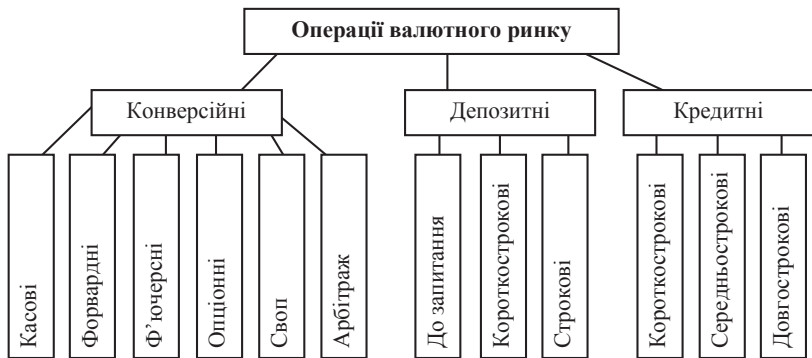 Операції валютного ринку
Конверсійні
Депозитні
Кредитні
Касові
Форвардні
Ф’ючерсні
Опціонні
Своп
Арбітраж
До запитання
Короткострокові
Строкові
Короткострокові
Середньострокові
Довгострокові